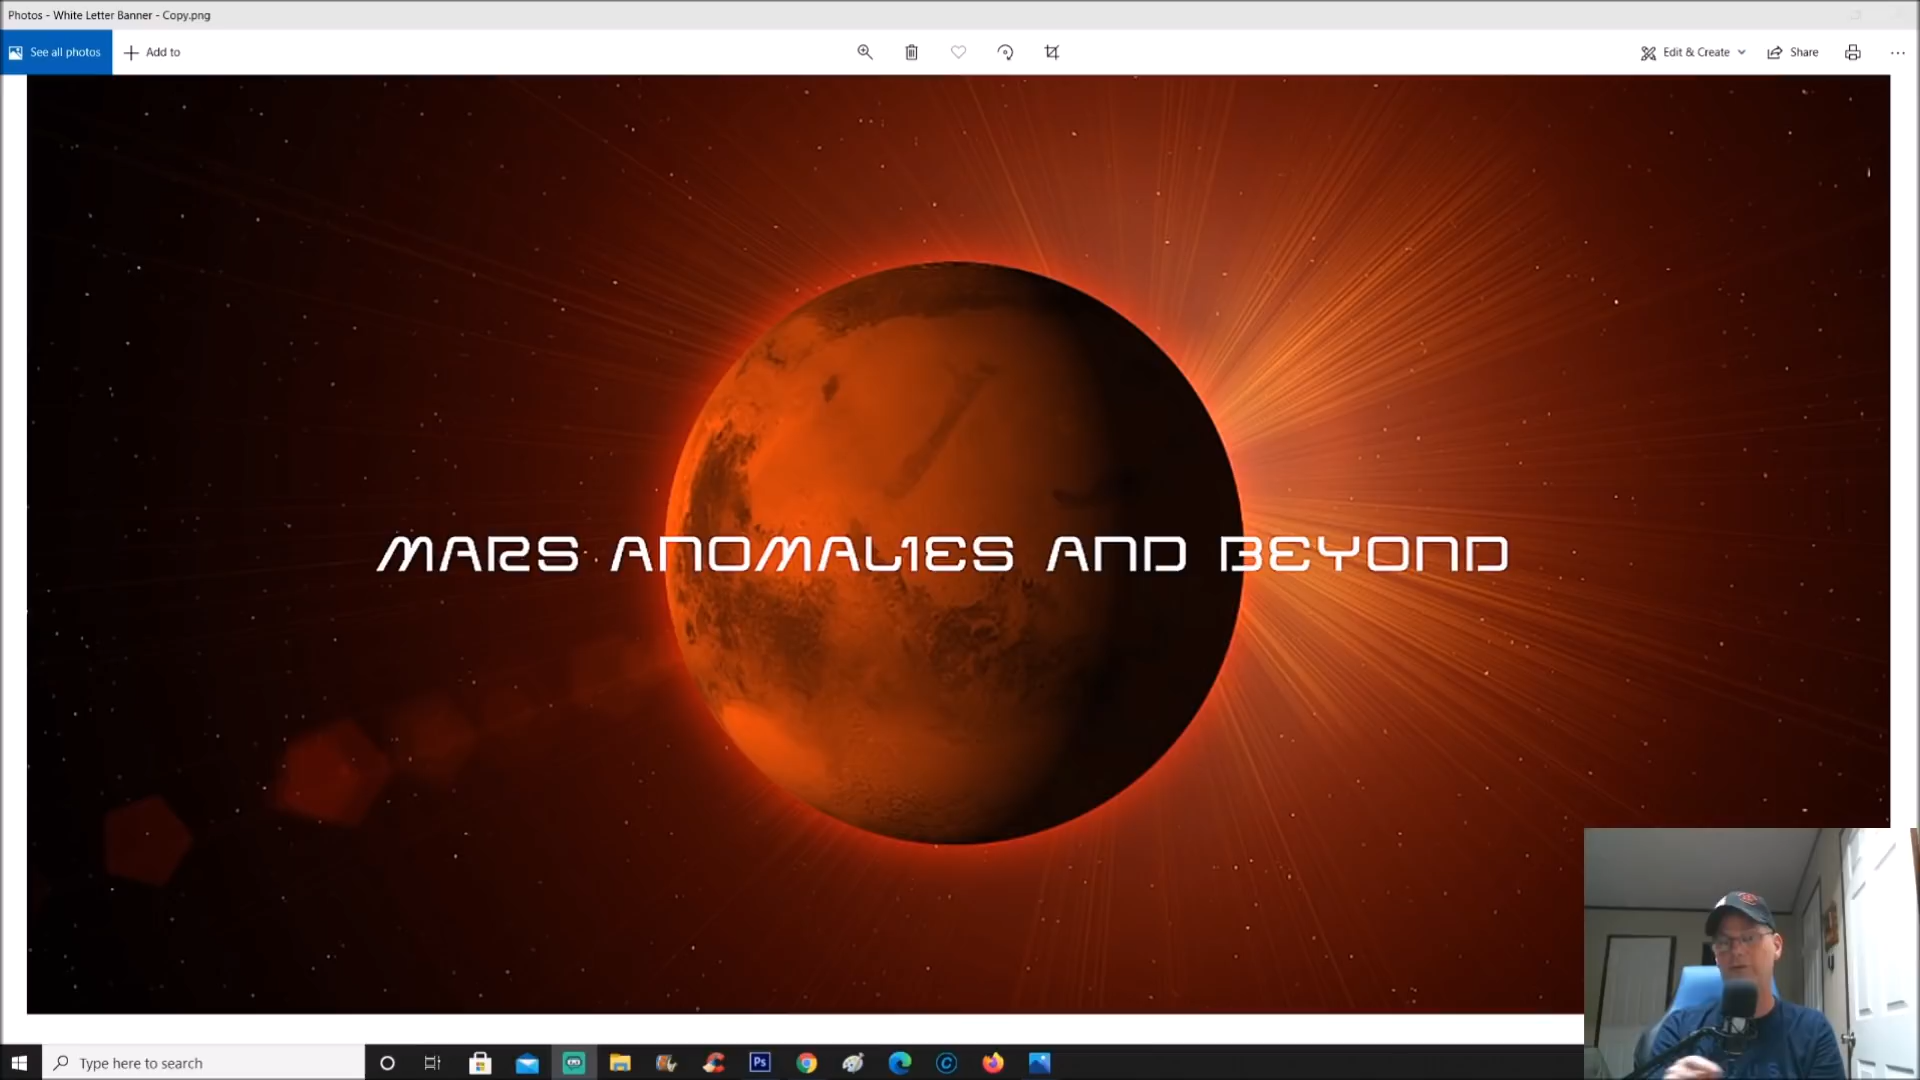 Photos - White Letter Banner - Copy.png
See all photos
Add to
Edit & Create
Share
MARS ANOMALIES AND BEYOND
Type here to search
Ps